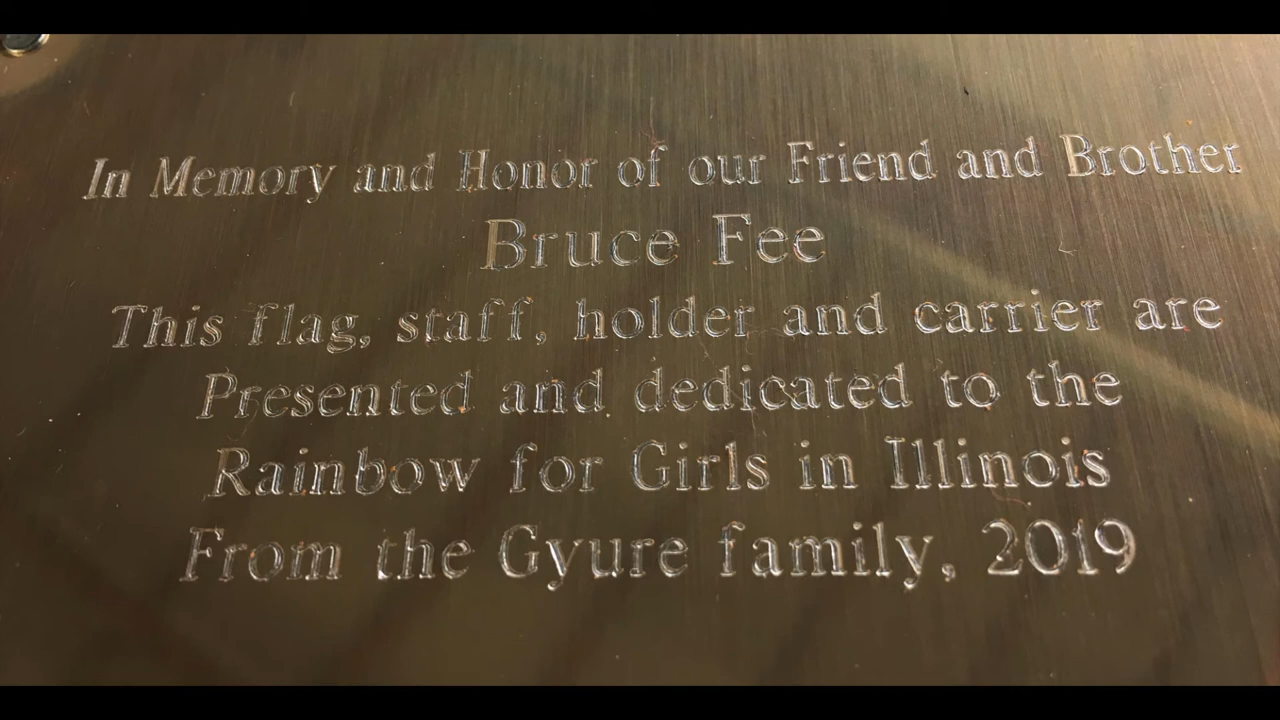 In Memory and Honor of our Friend and Brother
Bruce Fee
This flag, staff, holder and carrier are
Presented and dedicated to the
Rainbow for Girls in Illinois
From the Gyure family, 2019